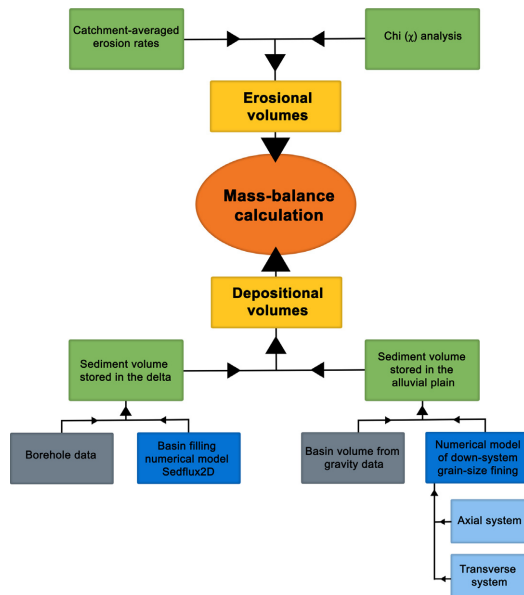 Catchment-averaged
erosion rates
Chi (χ) analysis
Erosional
volumes
Mass-balance
calculation
Depositional
volumes
Sediment volume
stored in the delta
Sediment volume
stored in the
alluvial plain
Borehole data
Basin filling
numerical model
Sedflux2D
Basin volume from
gravity data
Numerical model
of down-system
grain-size fining
Axial system
Transverse
system